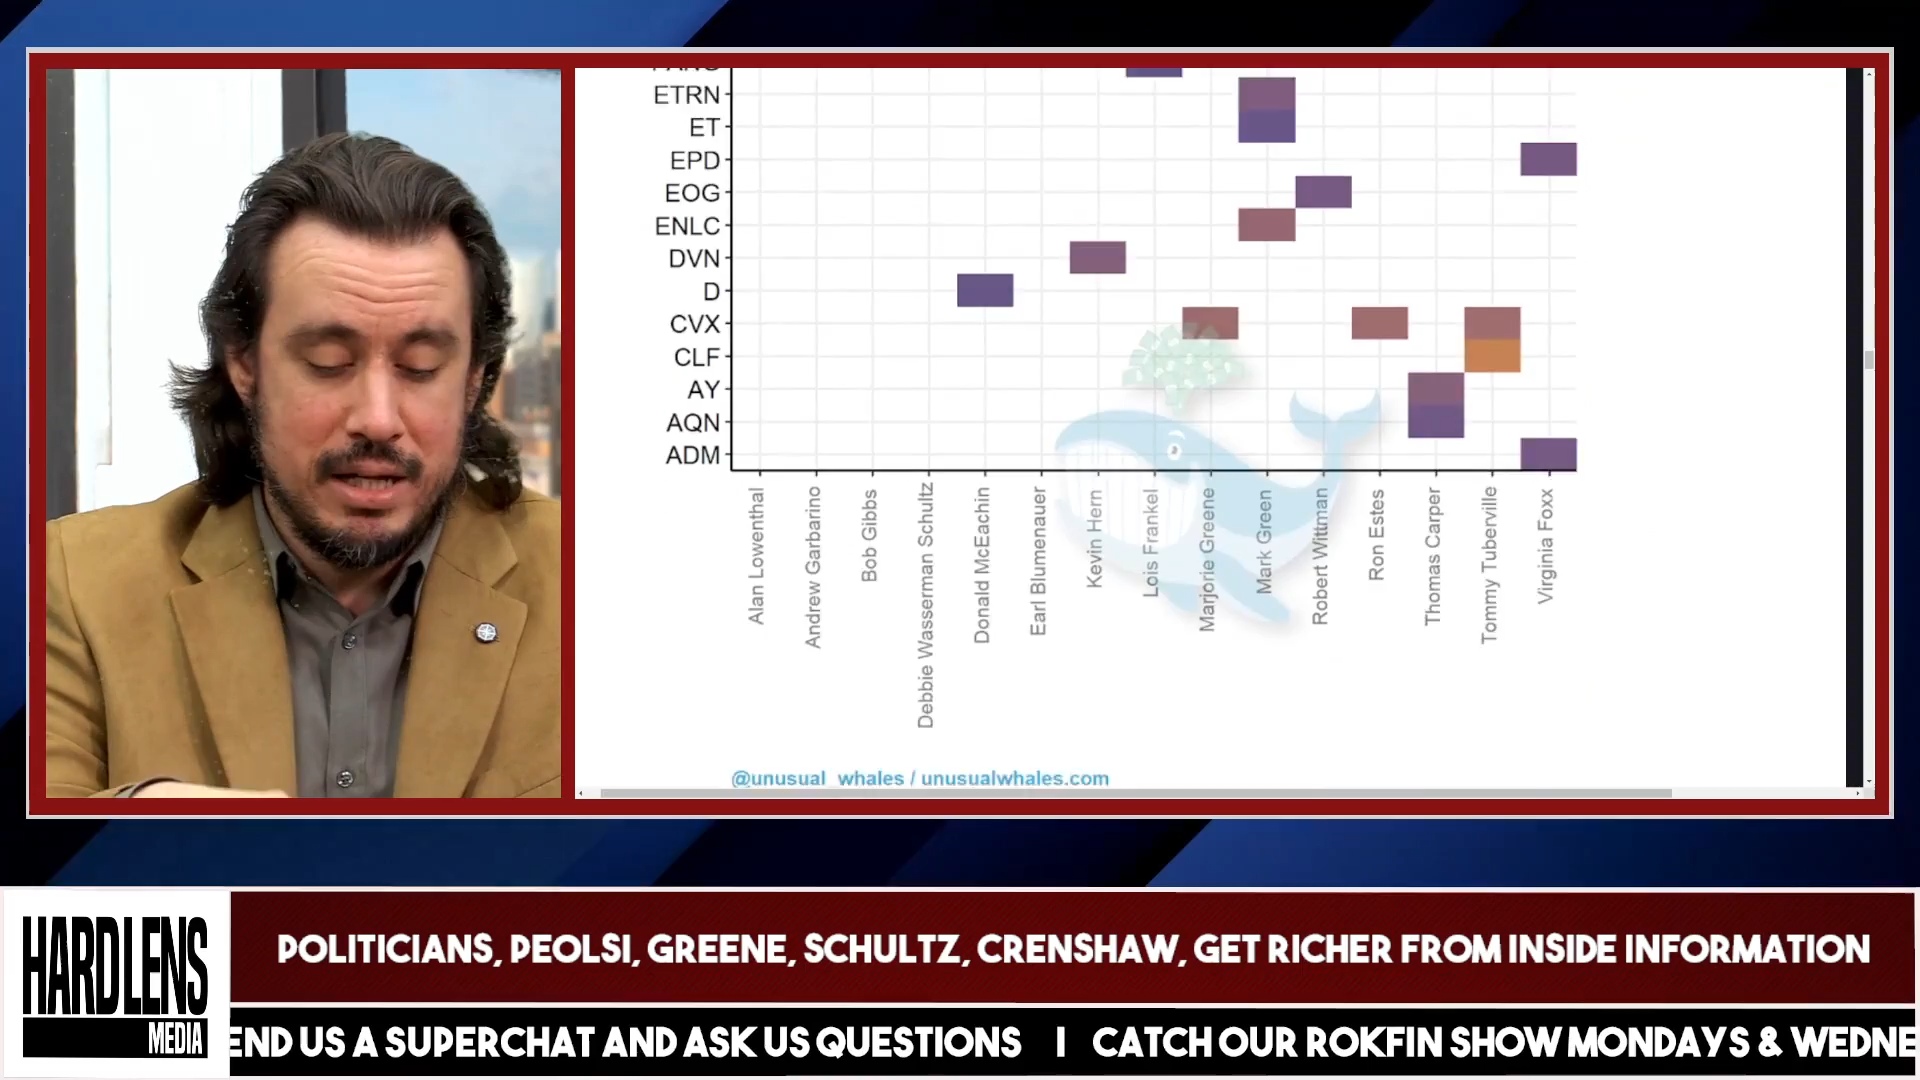 ETRN
ET
EPD
EOG
ENLC
DVN
D
CVX
CLF
AY
AQN
ADM
Alan Lowenthal
Andrew Garbarino
Bob Gibbs
Debbie Wasserman Schultz
Donald McEachin
Earl Blumenauer
Kevin Hern
Lois Frankel
Marjorie Greene
Mark Green
Robert Wittman
Ron Estes
Thomas Carper
Tommy Tuberville
Virginia Foxx
@unusual_whales / unusualwhales.com
HARD LENS
MEDIA
POLITICIANS, PEOLSI, GREENE, SCHULTZ, CRENSHAW, GET RICHER FROM INSIDE INFORMATION
END US A SUPERCHAT AND ASK US QUESTIONS | CATCH OUR ROKFIN SHOW MONDAYS & WEDNE